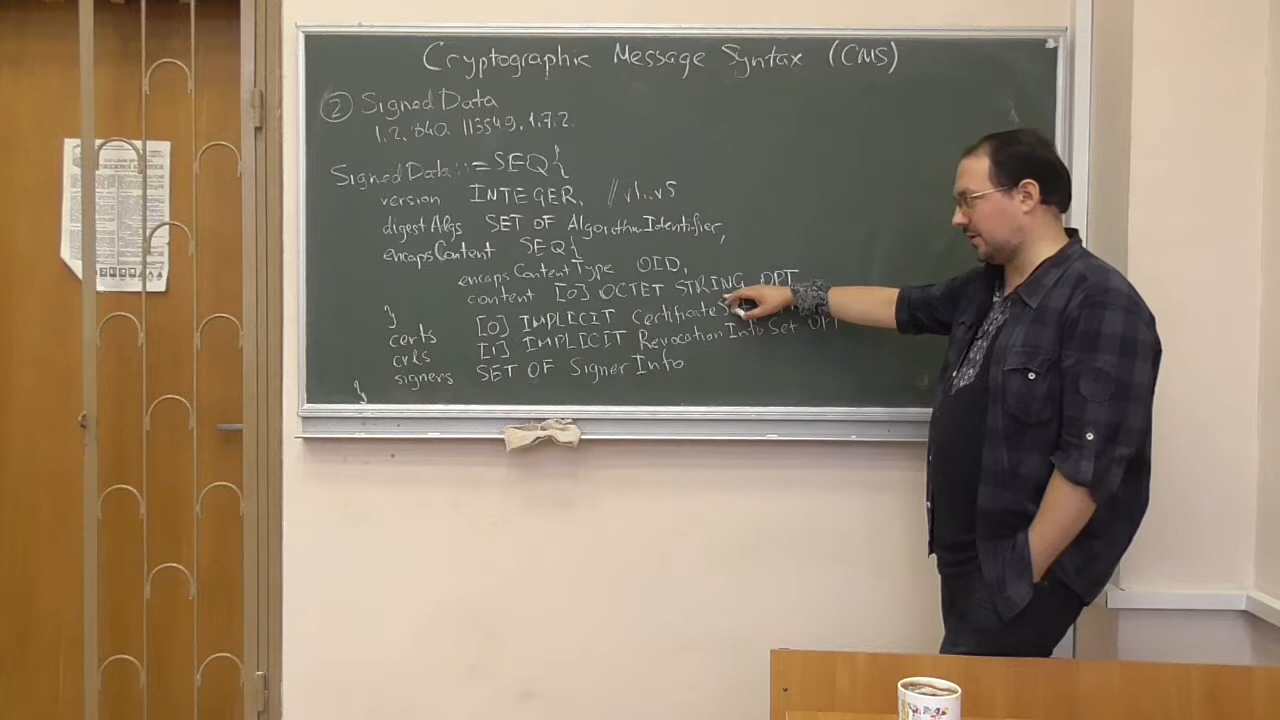 Cryptographic Message Syntax (CMS)
② Signed Data
1.2.840.113549.1.7.2.
SignedData ::= SEQ{
version INTEGER, // v1..v5
digestAlgs SET OF AlgorithmIdentifier,
encapsContent SEQ{
encapsContentType OID,
content [0] OCTET STRING OPT
}
certs [0] IMPLICIT CertificateSet
crls [1] IMPLICIT RevocationInfoSet OPT
signers SET OF SignerInfo
}